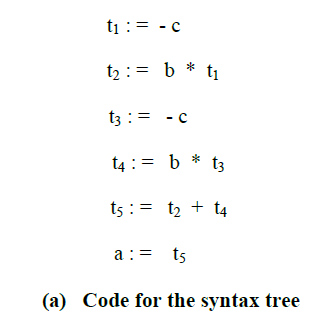 t₁ := - c
t₂ := b * t₁
t₃ := - c
t₄ := b * t₃
t₅ := t₂ + t₄
a := t₅
(a) Code for the syntax tree